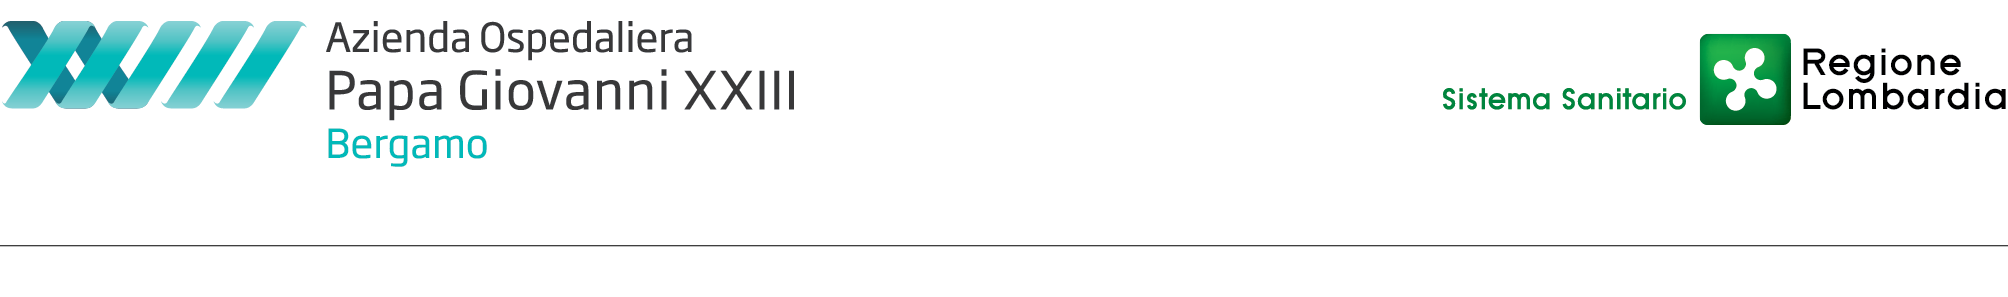 Azienda Ospedaliera
Papa Giovanni XXIII
Bergamo
Sistema Sanitario
Regione
Lombardia